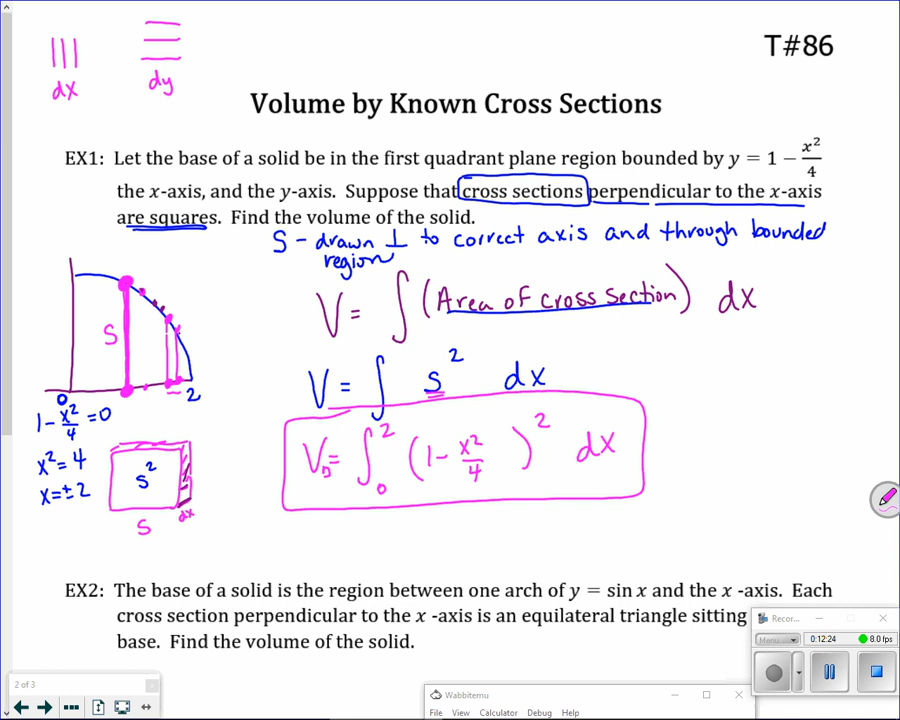 T#86
dx
dy
Volume by Known Cross Sections
EX1: Let the base of a solid be in the first quadrant plane region bounded by y = 1 − x²/4
the x-axis, and the y-axis. Suppose that cross sections perpendicular to the x-axis
are squares. Find the volume of the solid.
S - drawn ⊥ to correct axis and through bounded
region
V = ∫ (Area of cross section) dx
S
0
2
V = ∫ s² dx
1 - x²/4 = 0
x² = 4
x = ±2
s²
S
dx
∫₀² (1 - x²/4)² dx
EX2: The base of a solid is the region between one arch of y = sin x and the x -axis. Each
cross section perpendicular to the x -axis is an equilateral triangle sitting
base. Find the volume of the solid.
Recor...
Menu
0:12:24
8.0 fps
2 of 3
Wabbitemu
File View Calculator Debug Help